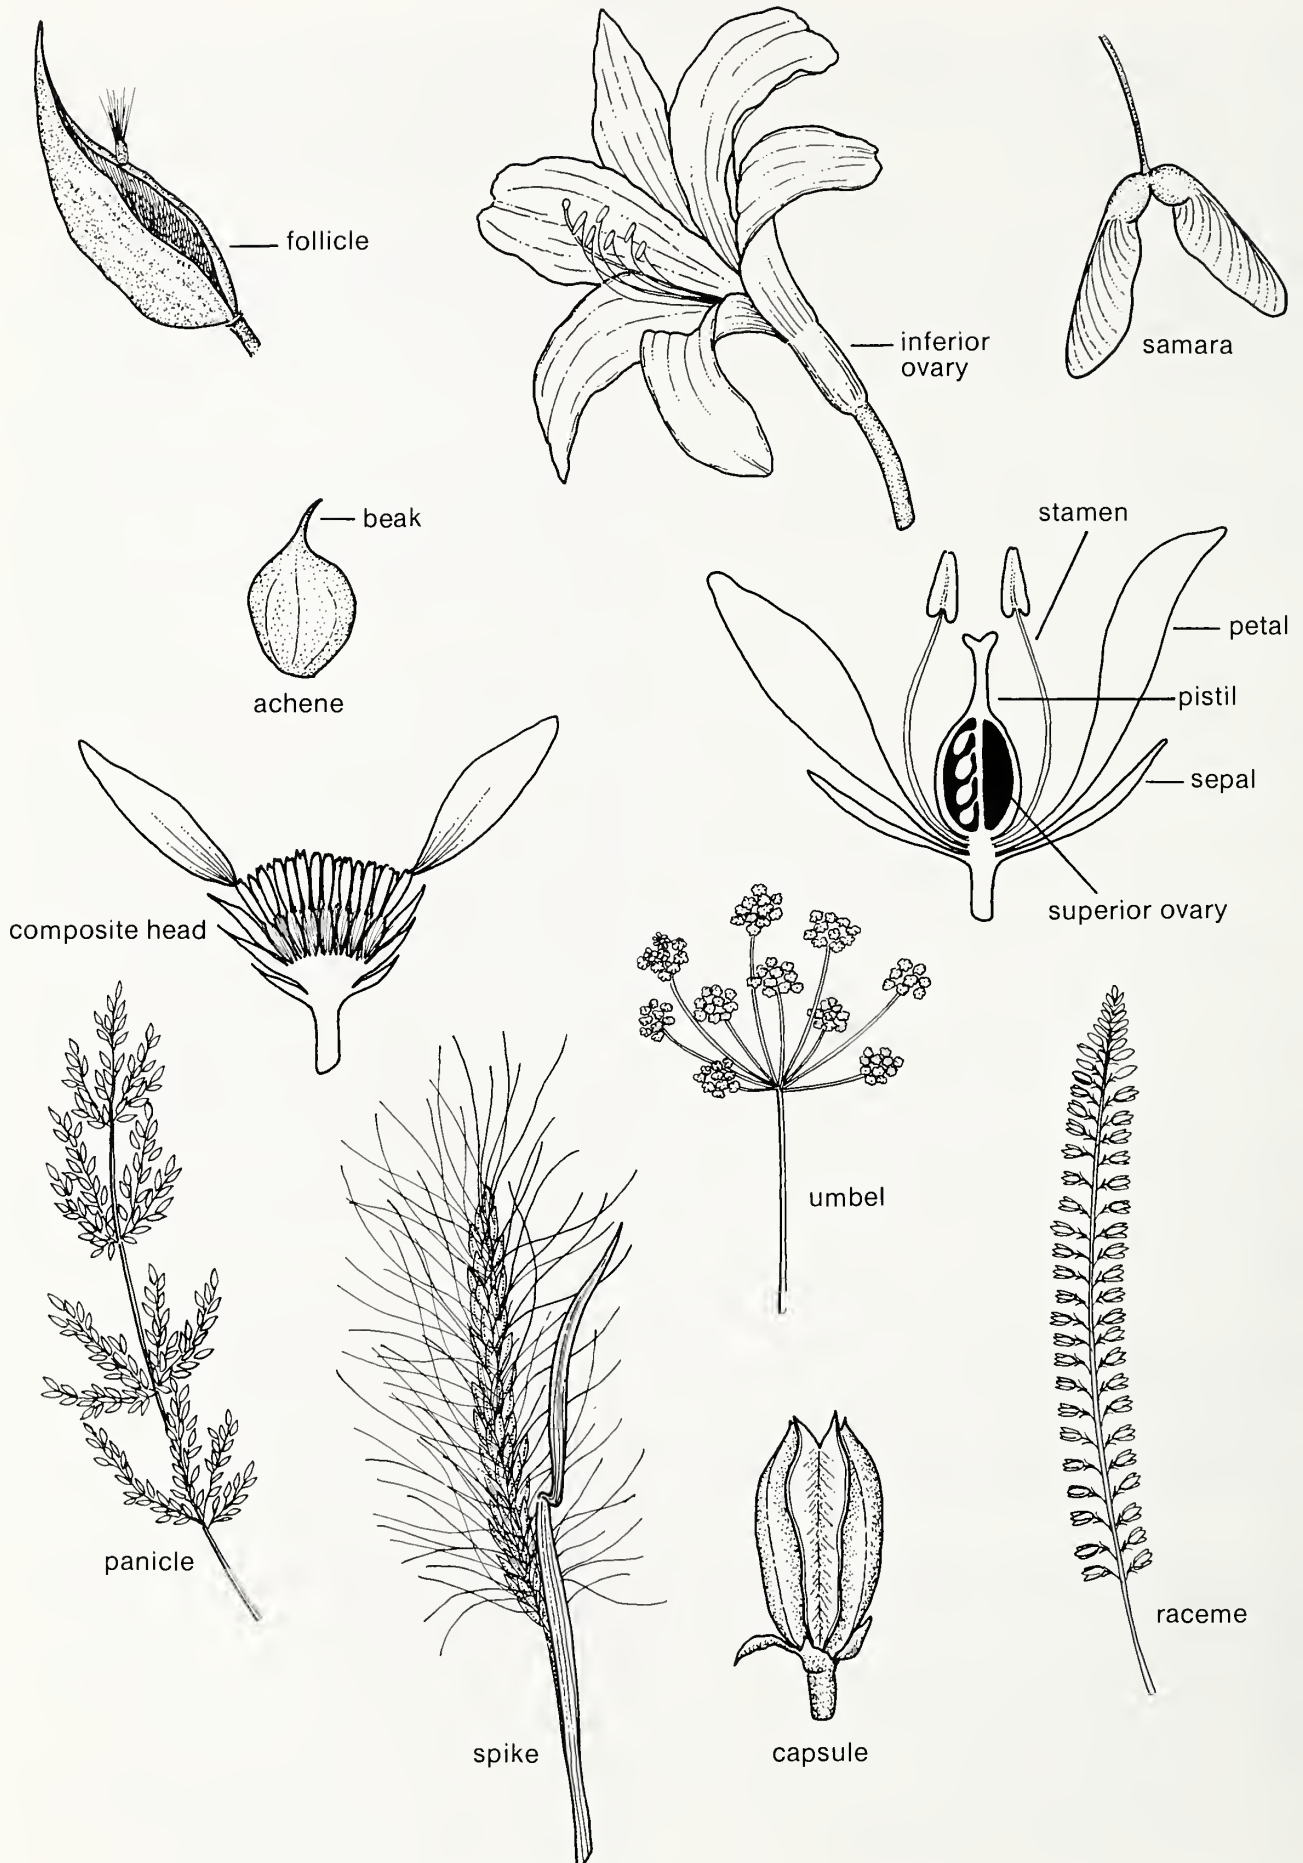 follicle
inferior
ovary
samara
beak
achene
stamen
petal
pistil
sepal
superior ovary
composite head
umbel
panicle
spike
capsule
raceme